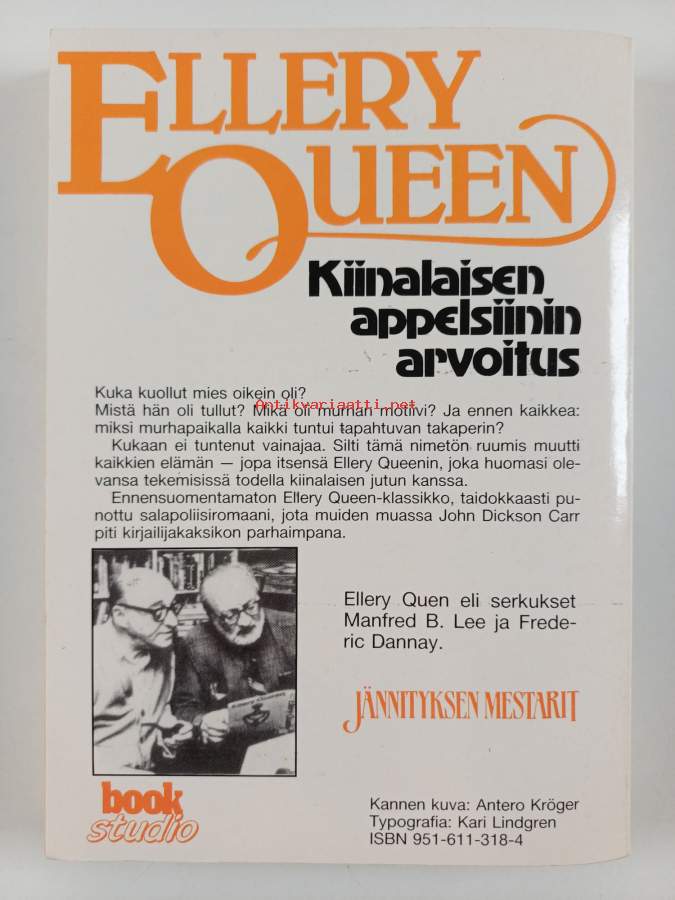 ELLERY
QUEEN
Kiinalaisen
appelsiinin
arvoitus
Kuka kuollut mies oikein oli?
Mistä hän oli tullut? Mikä oli murhan motiivi? Ja ennen kaikkea:
miksi murhapaikalla kaikki tuntui tapahtuvan takaperin?
Antikvariaatti.net
Kukaan ei tuntenut vainajaa. Silti tämä nimetön ruumis muutti
kaikkien elämän — jopa itsensä Ellery Queenin, joka huomasi ole-
vansa tekemisissä todella kiinalaisen jutun kanssa.
Ennensuomentamaton Ellery Queen-klassikko, taidokkaasti pu-
nottu salapoliisiromaani, jota muiden muassa John Dickson Carr
piti kirjailijakaksikon parhaimpana.
Ellery Quen eli serkukset
Manfred B. Lee ja Frede-
ric Dannay.
JÄNNITYKSEN MESTARIT
book
studio
Kannen kuva: Antero Kröger
Typografia: Kari Lindgren
ISBN 951-611-318-4